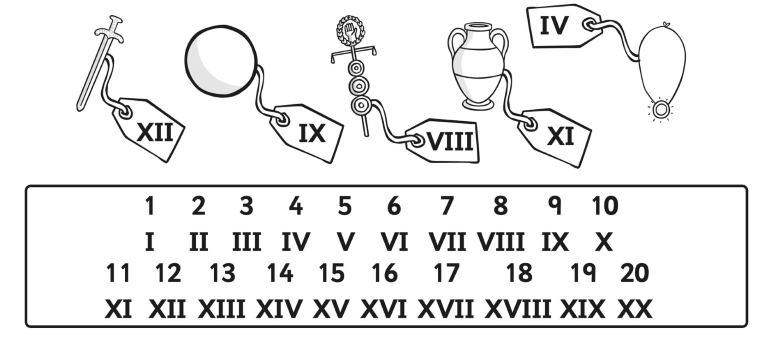 IV
XII
IX
VIII
XI
1 2 3 4 5 6 7 8 9 10
I II III IV V VI VII VIII IX X
11 12 13 14 15 16 17 18 19 20
XI XII XIII XIV XV XVI XVII XVIII XIX XX